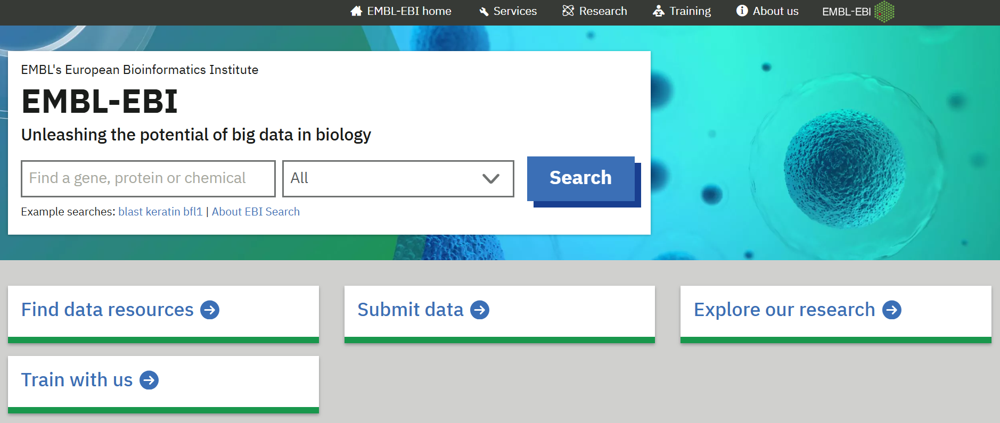 EMBL-EBI home Services Research Training About us EMBL-EBI
EMBL's European Bioinformatics Institute
EMBL-EBI
Unleashing the potential of big data in biology
Find a gene, protein or chemical All Search
Example searches: blast keratin bfl1 | About EBI Search
Find data resources Submit data Explore our research
Train with us